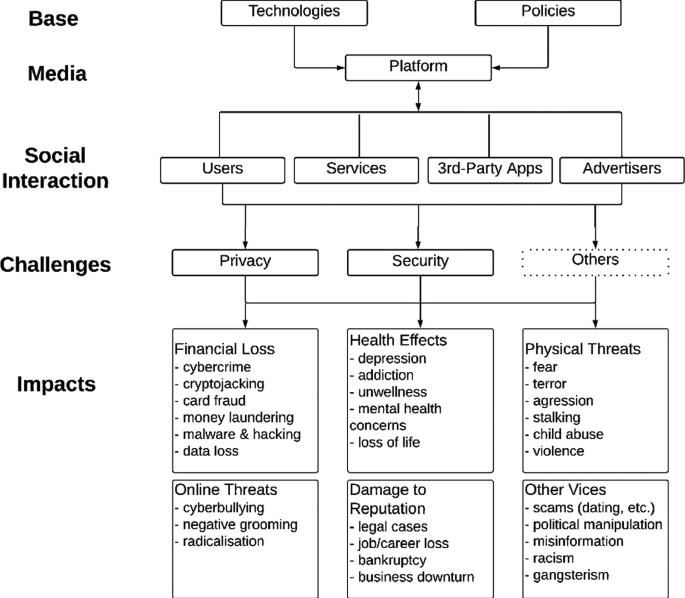 Base
Technologies
Policies
Media
Platform
Social
Interaction
Users
Services
3rd-Party Apps
Advertisers
Challenges
Privacy
Security
Others
Impacts
Financial Loss
- cybercrime
- cryptojacking
- card fraud
- money laundering
- malware & hacking
- data loss
Health Effects
- depression
- addiction
- unwellness
- mental health
concerns
- loss of life
Physical Threats
- fear
- terror
- agression
- stalking
- child abuse
- violence
Online Threats
- cyberbullying
- negative grooming
- radicalisation
Damage to
Reputation
- legal cases
- job/career loss
- bankruptcy
- business downturn
Other Vices
- scams (dating, etc.)
- political manipulation
- misinformation
- racism
- gangsterism